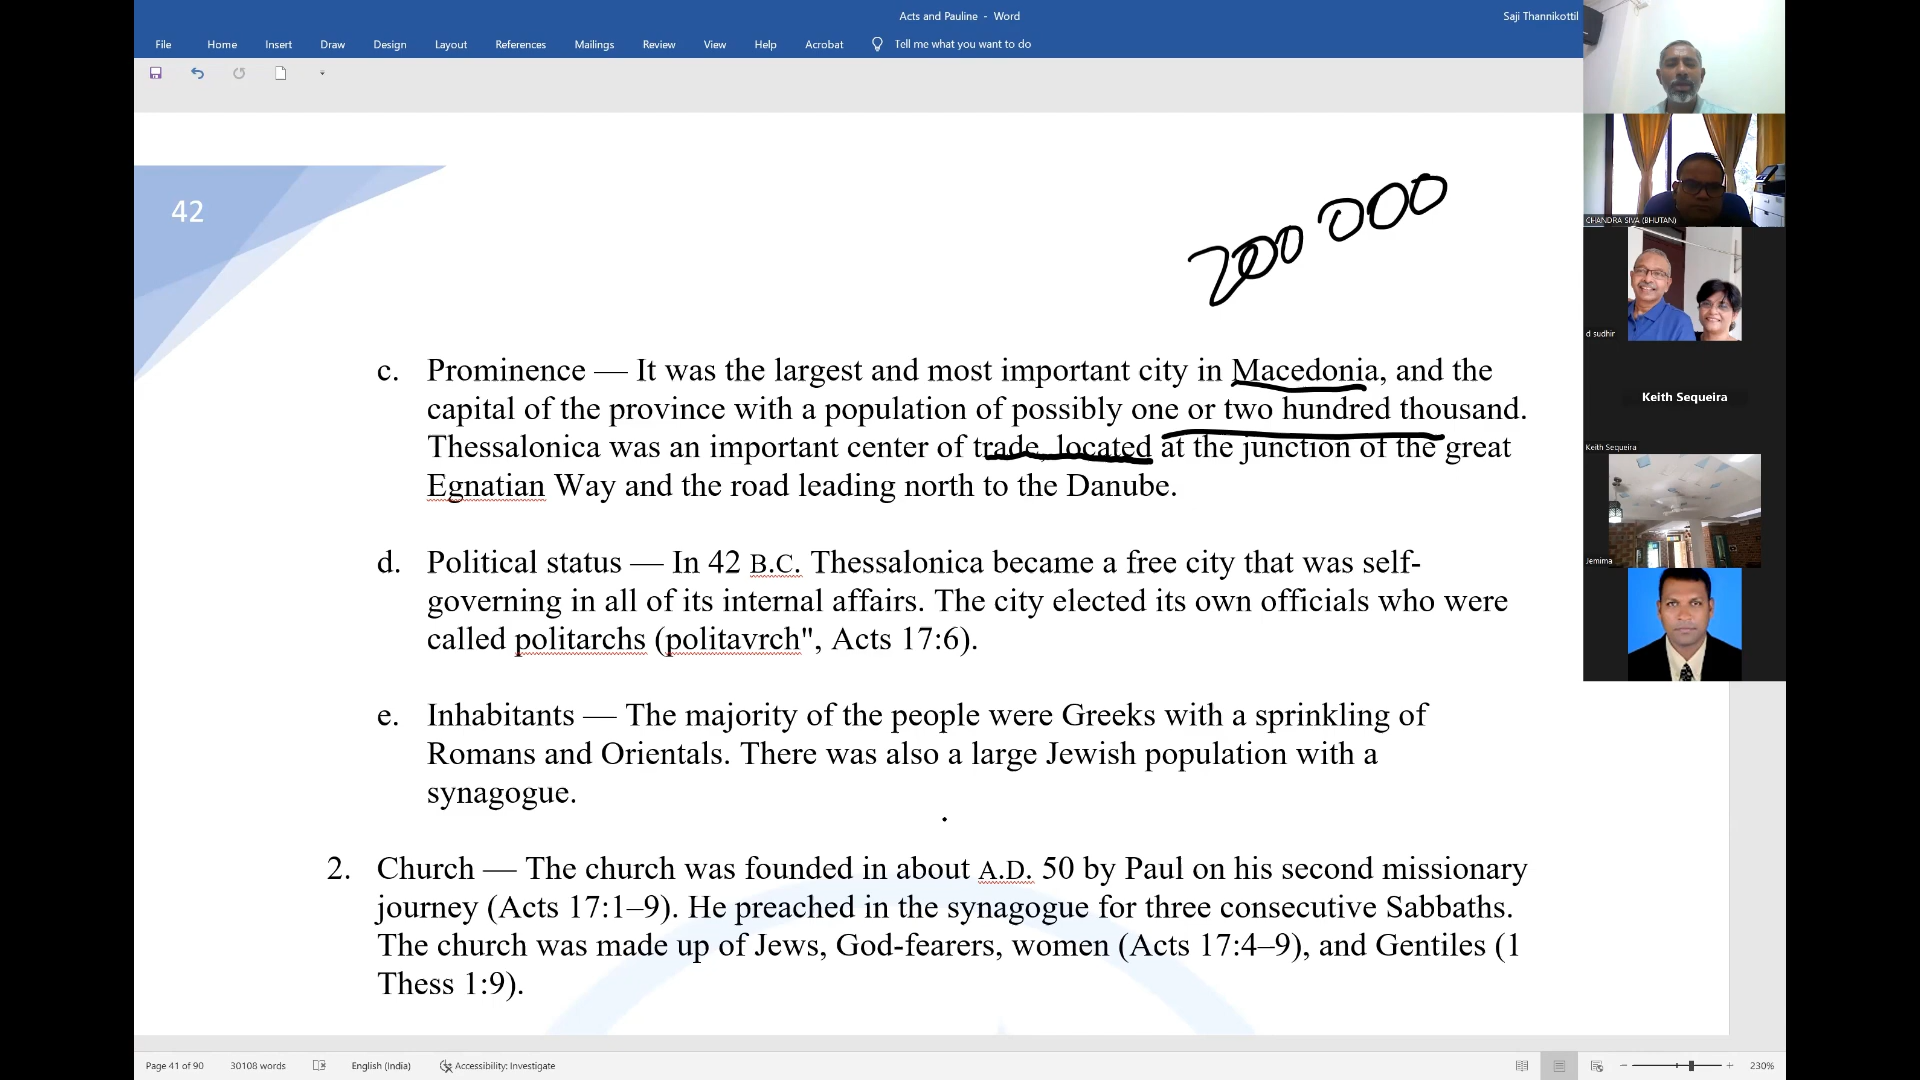 Acts and Pauline - Word
Saji Thannikottil
File Home Insert Draw Design Layout References Mailings Review View Help Acrobat Tell me what you want to do
42
200 000
c. Prominence — It was the largest and most important city in Macedonia, and the
capital of the province with a population of possibly one or two hundred thousand.
Thessalonica was an important center of trade, located at the junction of the great
Egnatian Way and the road leading north to the Danube.
d. Political status — In 42 B.C. Thessalonica became a free city that was self-
governing in all of its internal affairs. The city elected its own officials who were
called politarchs (politavrch", Acts 17:6).
e. Inhabitants — The majority of the people were Greeks with a sprinkling of
Romans and Orientals. There was also a large Jewish population with a
synagogue.
2. Church — The church was founded in about A.D. 50 by Paul on his second missionary
journey (Acts 17:1–9). He preached in the synagogue for three consecutive Sabbaths.
The church was made up of Jews, God-fearers, women (Acts 17:4–9), and Gentiles (1
Thess 1:9).
CHANDRA SIVA (BHUTAN)
d sudhir
Keith Sequeira
Keith Sequeira
Jemima
Page 41 of 90 30108 words English (India) Accessibility: Investigate 230%